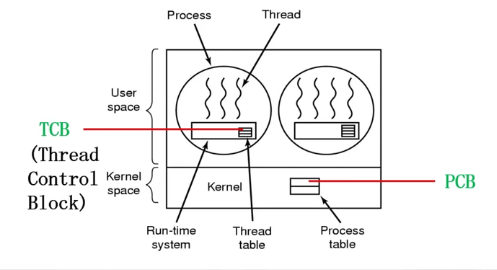 Process
Thread
User
space
TCB
(Thread
Control
Block)
Kernel
space
Kernel
PCB
Run-time
system
Thread
table
Process
table